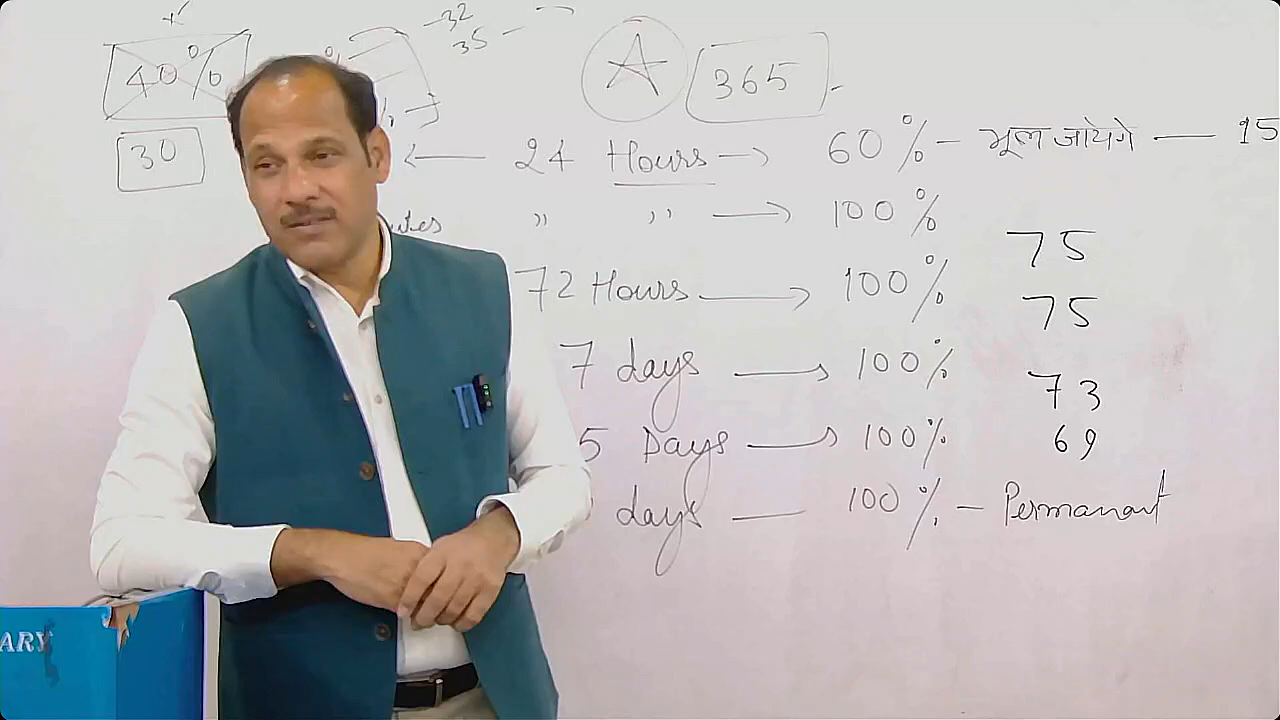 40%
-32
35 -
A 365
30
← 24 Hours → 60% - भूल जायेगे — 15
" " → 100%
75
72 Hours → 100%
75
7 days → 100%
73
5 Days → 100%
69
days — 100% - Permanant
ARY